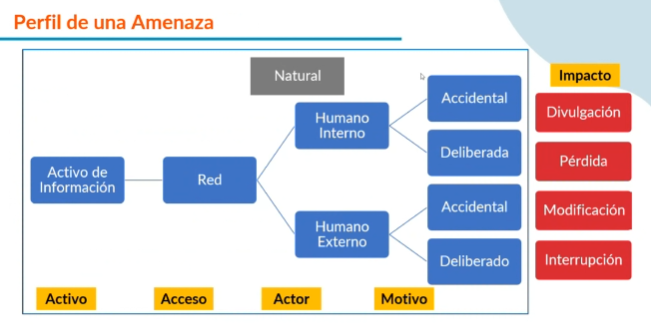 Perfil de una Amenaza
Natural
Impacto
Accidental
Humano
Interno
Divulgación
Deliberada
Activo de
Información
Red
Pérdida
Accidental
Humano
Externo
Modificación
Deliberado
Interrupción
Activo
Acceso
Actor
Motivo